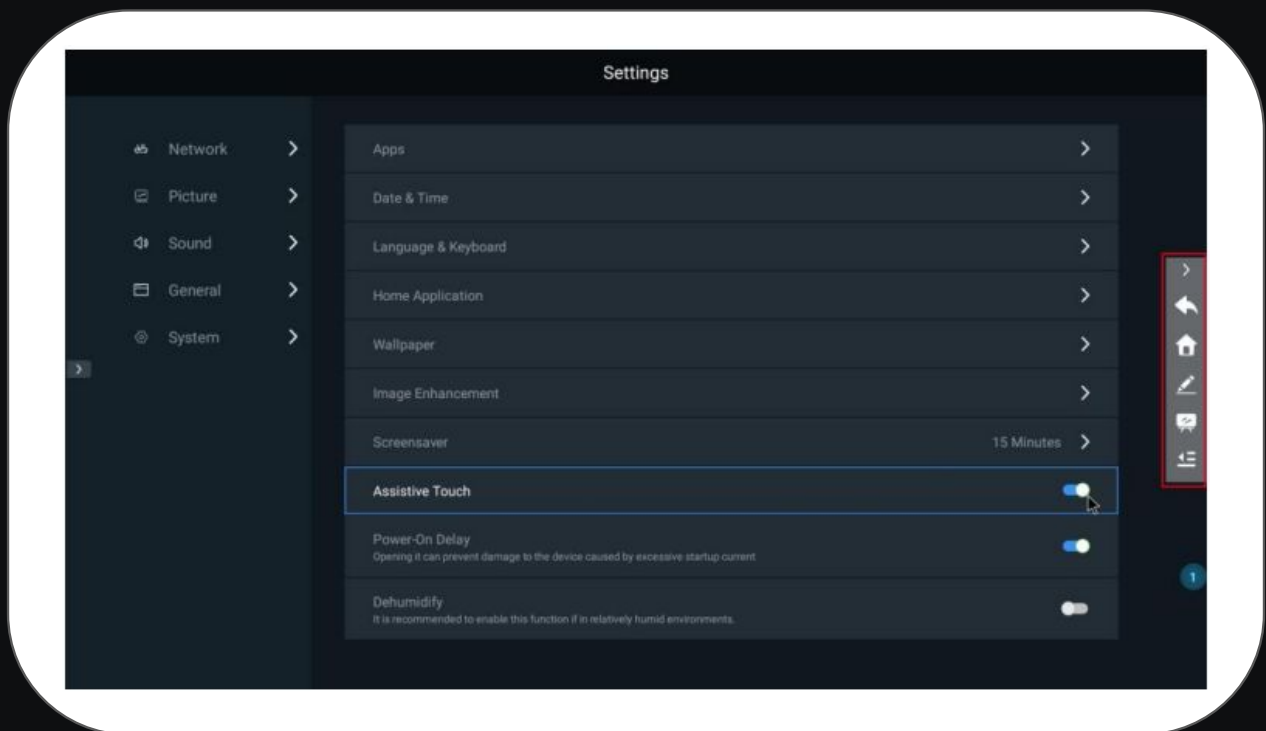 Settings
Network
Picture
Sound
General
System
Apps
Date & Time
Language & Keyboard
Home Application
Wallpaper
Image Enhancement
Screensaver 15 Minutes
Assistive Touch
Power-On Delay
Opening it can prevent damage to the device caused by excessive startup current
Dehumidify
It is recommended to enable this function if in relatively humid environments.
1